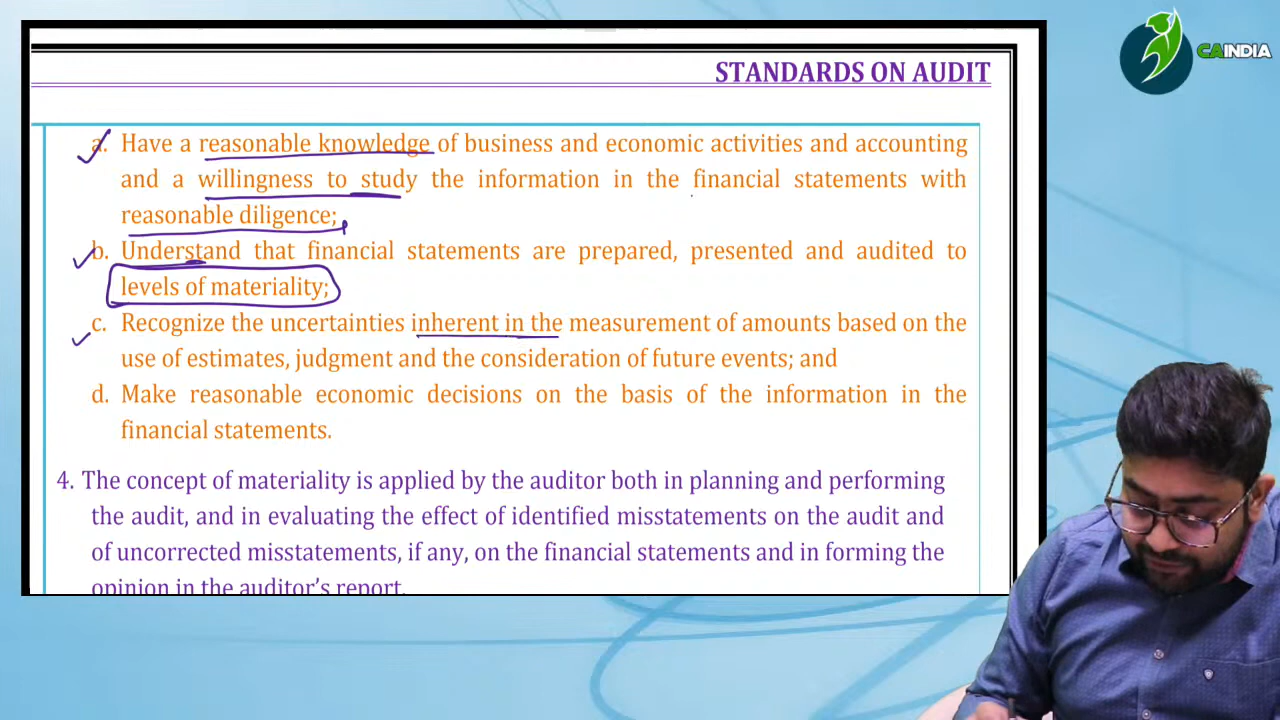 CAINDIA
STANDARDS ON AUDIT
a. Have a reasonable knowledge of business and economic activities and accounting
and a willingness to study the information in the financial statements with
reasonable diligence;
b. Understand that financial statements are prepared, presented and audited to
levels of materiality;
c. Recognize the uncertainties inherent in the measurement of amounts based on the
use of estimates, judgment and the consideration of future events; and
d. Make reasonable economic decisions on the basis of the information in the
financial statements.
4. The concept of materiality is applied by the auditor both in planning and performing
the audit, and in evaluating the effect of identified misstatements on the audit and
of uncorrected misstatements, if any, on the financial statements and in forming the
opinion in the auditor's report.